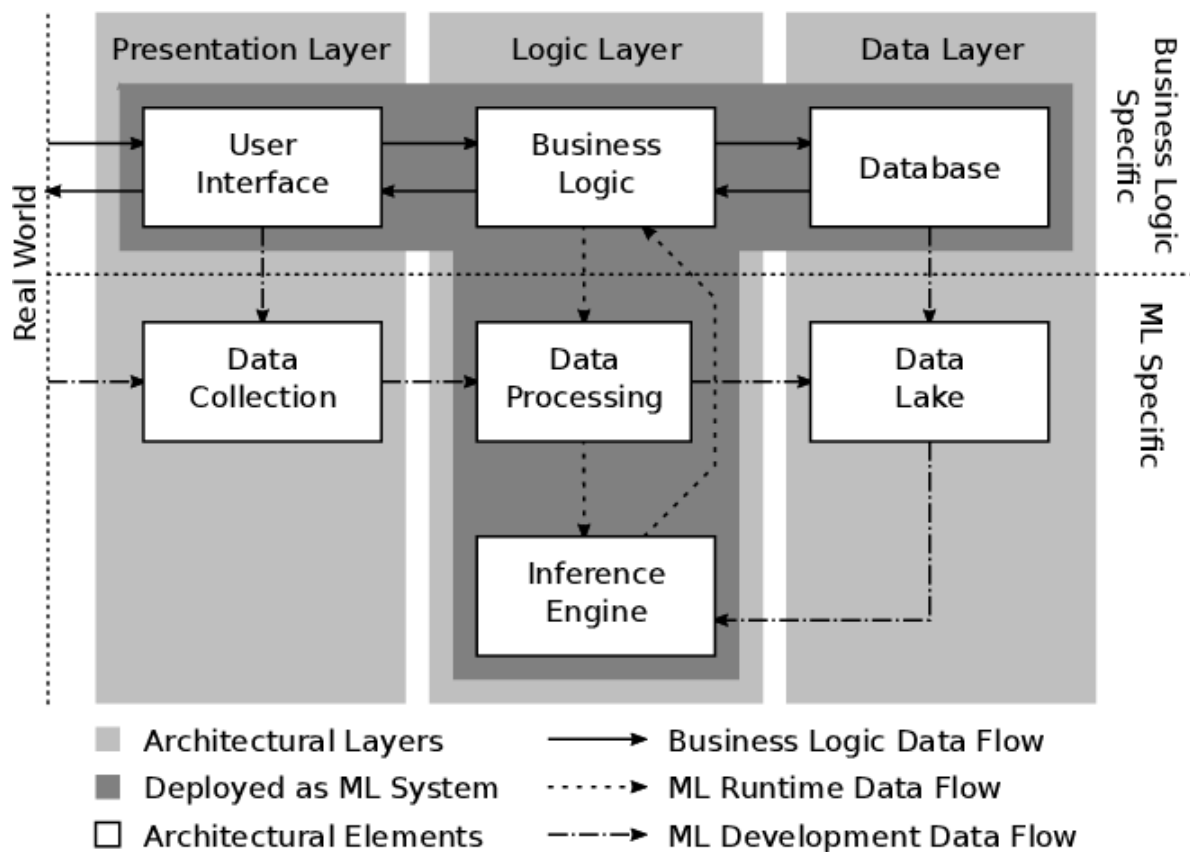 Presentation Layer
Logic Layer
Data Layer
Business Logic
Specific
User
Interface
Business
Logic
Database
Real World
Data
Collection
Data
Processing
Data
Lake
ML Specific
Inference
Engine
Architectural Layers
Business Logic Data Flow
Deployed as ML System
ML Runtime Data Flow
Architectural Elements
ML Development Data Flow